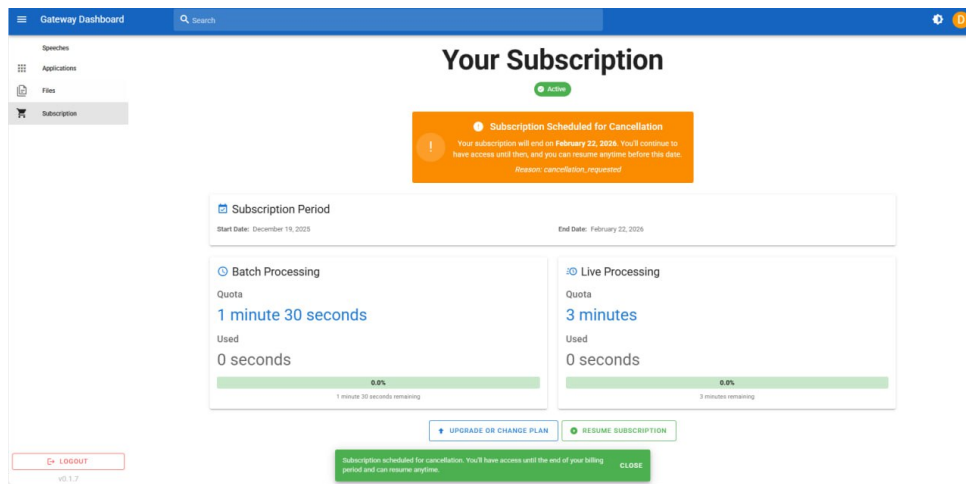 Gateway Dashboard
Search
D
Speeches
Applications
Files
Subscription
Your Subscription
Active
Subscription Scheduled for Cancellation
Your subscription will end on February 22, 2026. You'll continue to
have access until then, and you can resume anytime before this date.
Reason: cancellation_requested
Subscription Period
Start Date: December 19, 2025
End Date: February 22, 2026
Batch Processing
Quota
1 minute 30 seconds
Used
0 seconds
0.0%
1 minute 30 seconds remaining
Live Processing
Quota
3 minutes
Used
0 seconds
0.0%
3 minutes remaining
UPGRADE OR CHANGE PLAN
RESUME SUBSCRIPTION
LOGOUT
v0.1.7
Subscription scheduled for cancellation. You'll have access until the end of your billing
period and can resume anytime.
CLOSE